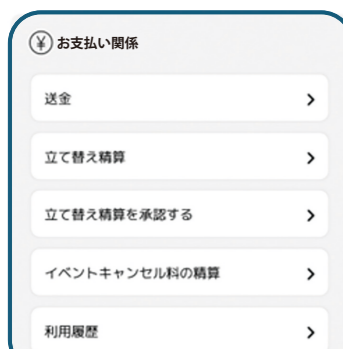 ¥ お支払い関係
送金
立て替え精算
立て替え精算を承認する
イベントキャンセル料の精算
利用履歴